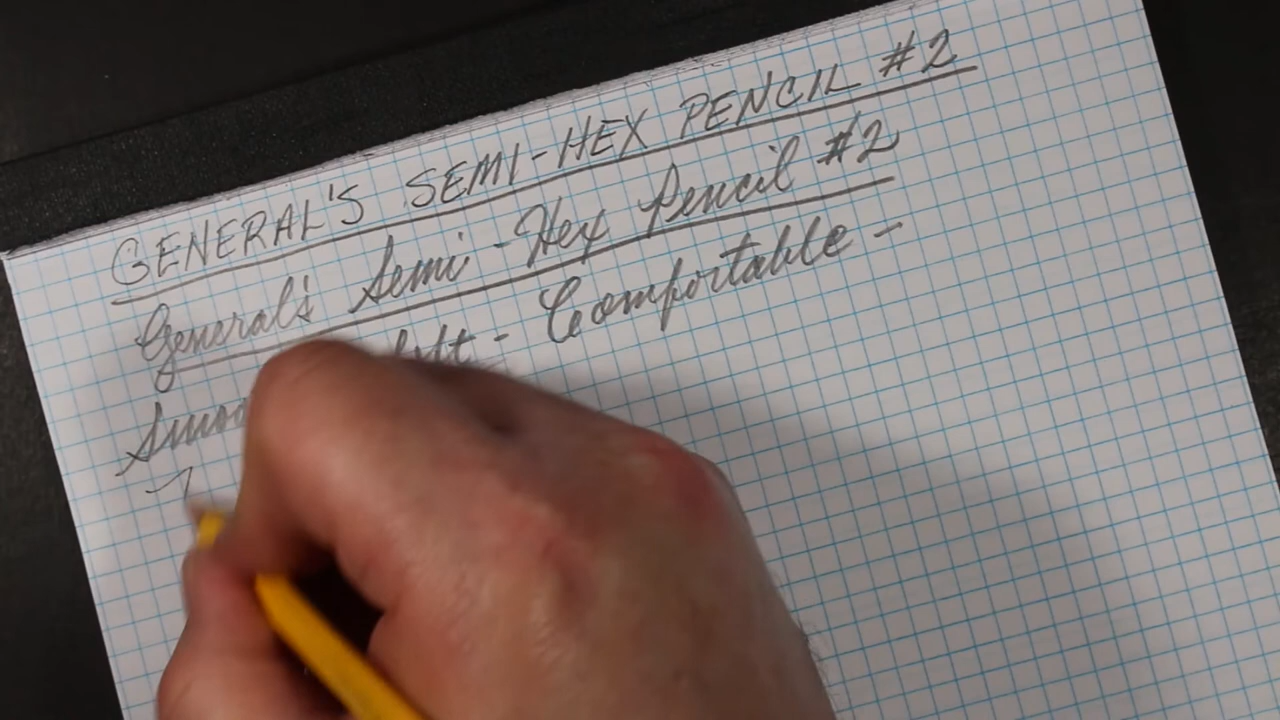 GENERAL'S SEMI-HEX PENCIL #2
General's Semi-Hex Pencil #2
- Comfortable -